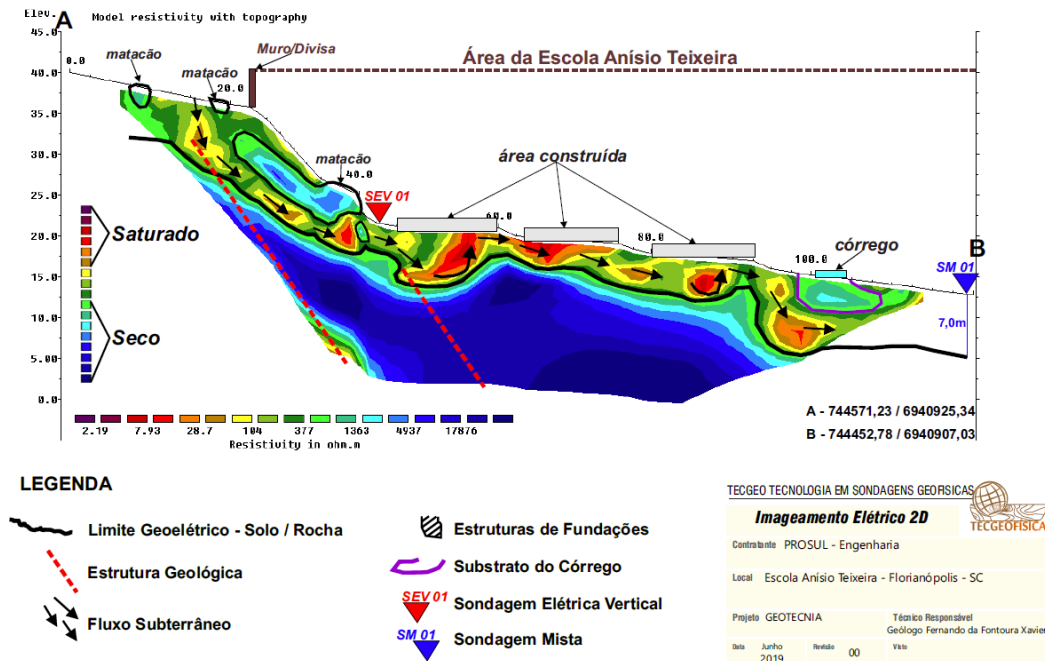 Elev.
A
Model resistivity with topography
45.0
0.0
matacão
Muro/Divisa
Área da Escola Anísio Teixeira
40.0
matacão
20.0
35.0
30.0
matacão
área construída
40.0
25.0
SEV 01
60.0
Saturado
20.0
80.0
córrego
B
100.0
SM 01
15.0
Seco
10.0
7,0m
5.00
0.0
A - 744571,23 / 6940925,34
2.19 7.93 28.7 104 377 1363 4937 17876
B - 744452,78 / 6940907,03
Resistivity in ohm.m
LEGENDA
Limite Geoelétrico - Solo / Rocha
Estrutura Geológica
Fluxo Subterrâneo
Estruturas de Fundações
Substrato do Córrego
SEV 01
Sondagem Elétrica Vertical
SM 01
Sondagem Mista
TECGEO TECNOLOGIA EM SONDAGENS GEOFISICAS
Imageamento Elétrico 2D
TECGEOFISICA
Contratante PROSUL - Engenharia
Local Escola Anísio Teixeira - Florianópolis - SC
Projeto GEOTECNIA
Técnico Responsável
Geólogo Fernando da Fontoura Xavier
Data Junho 2019
Revisão 00
Visto